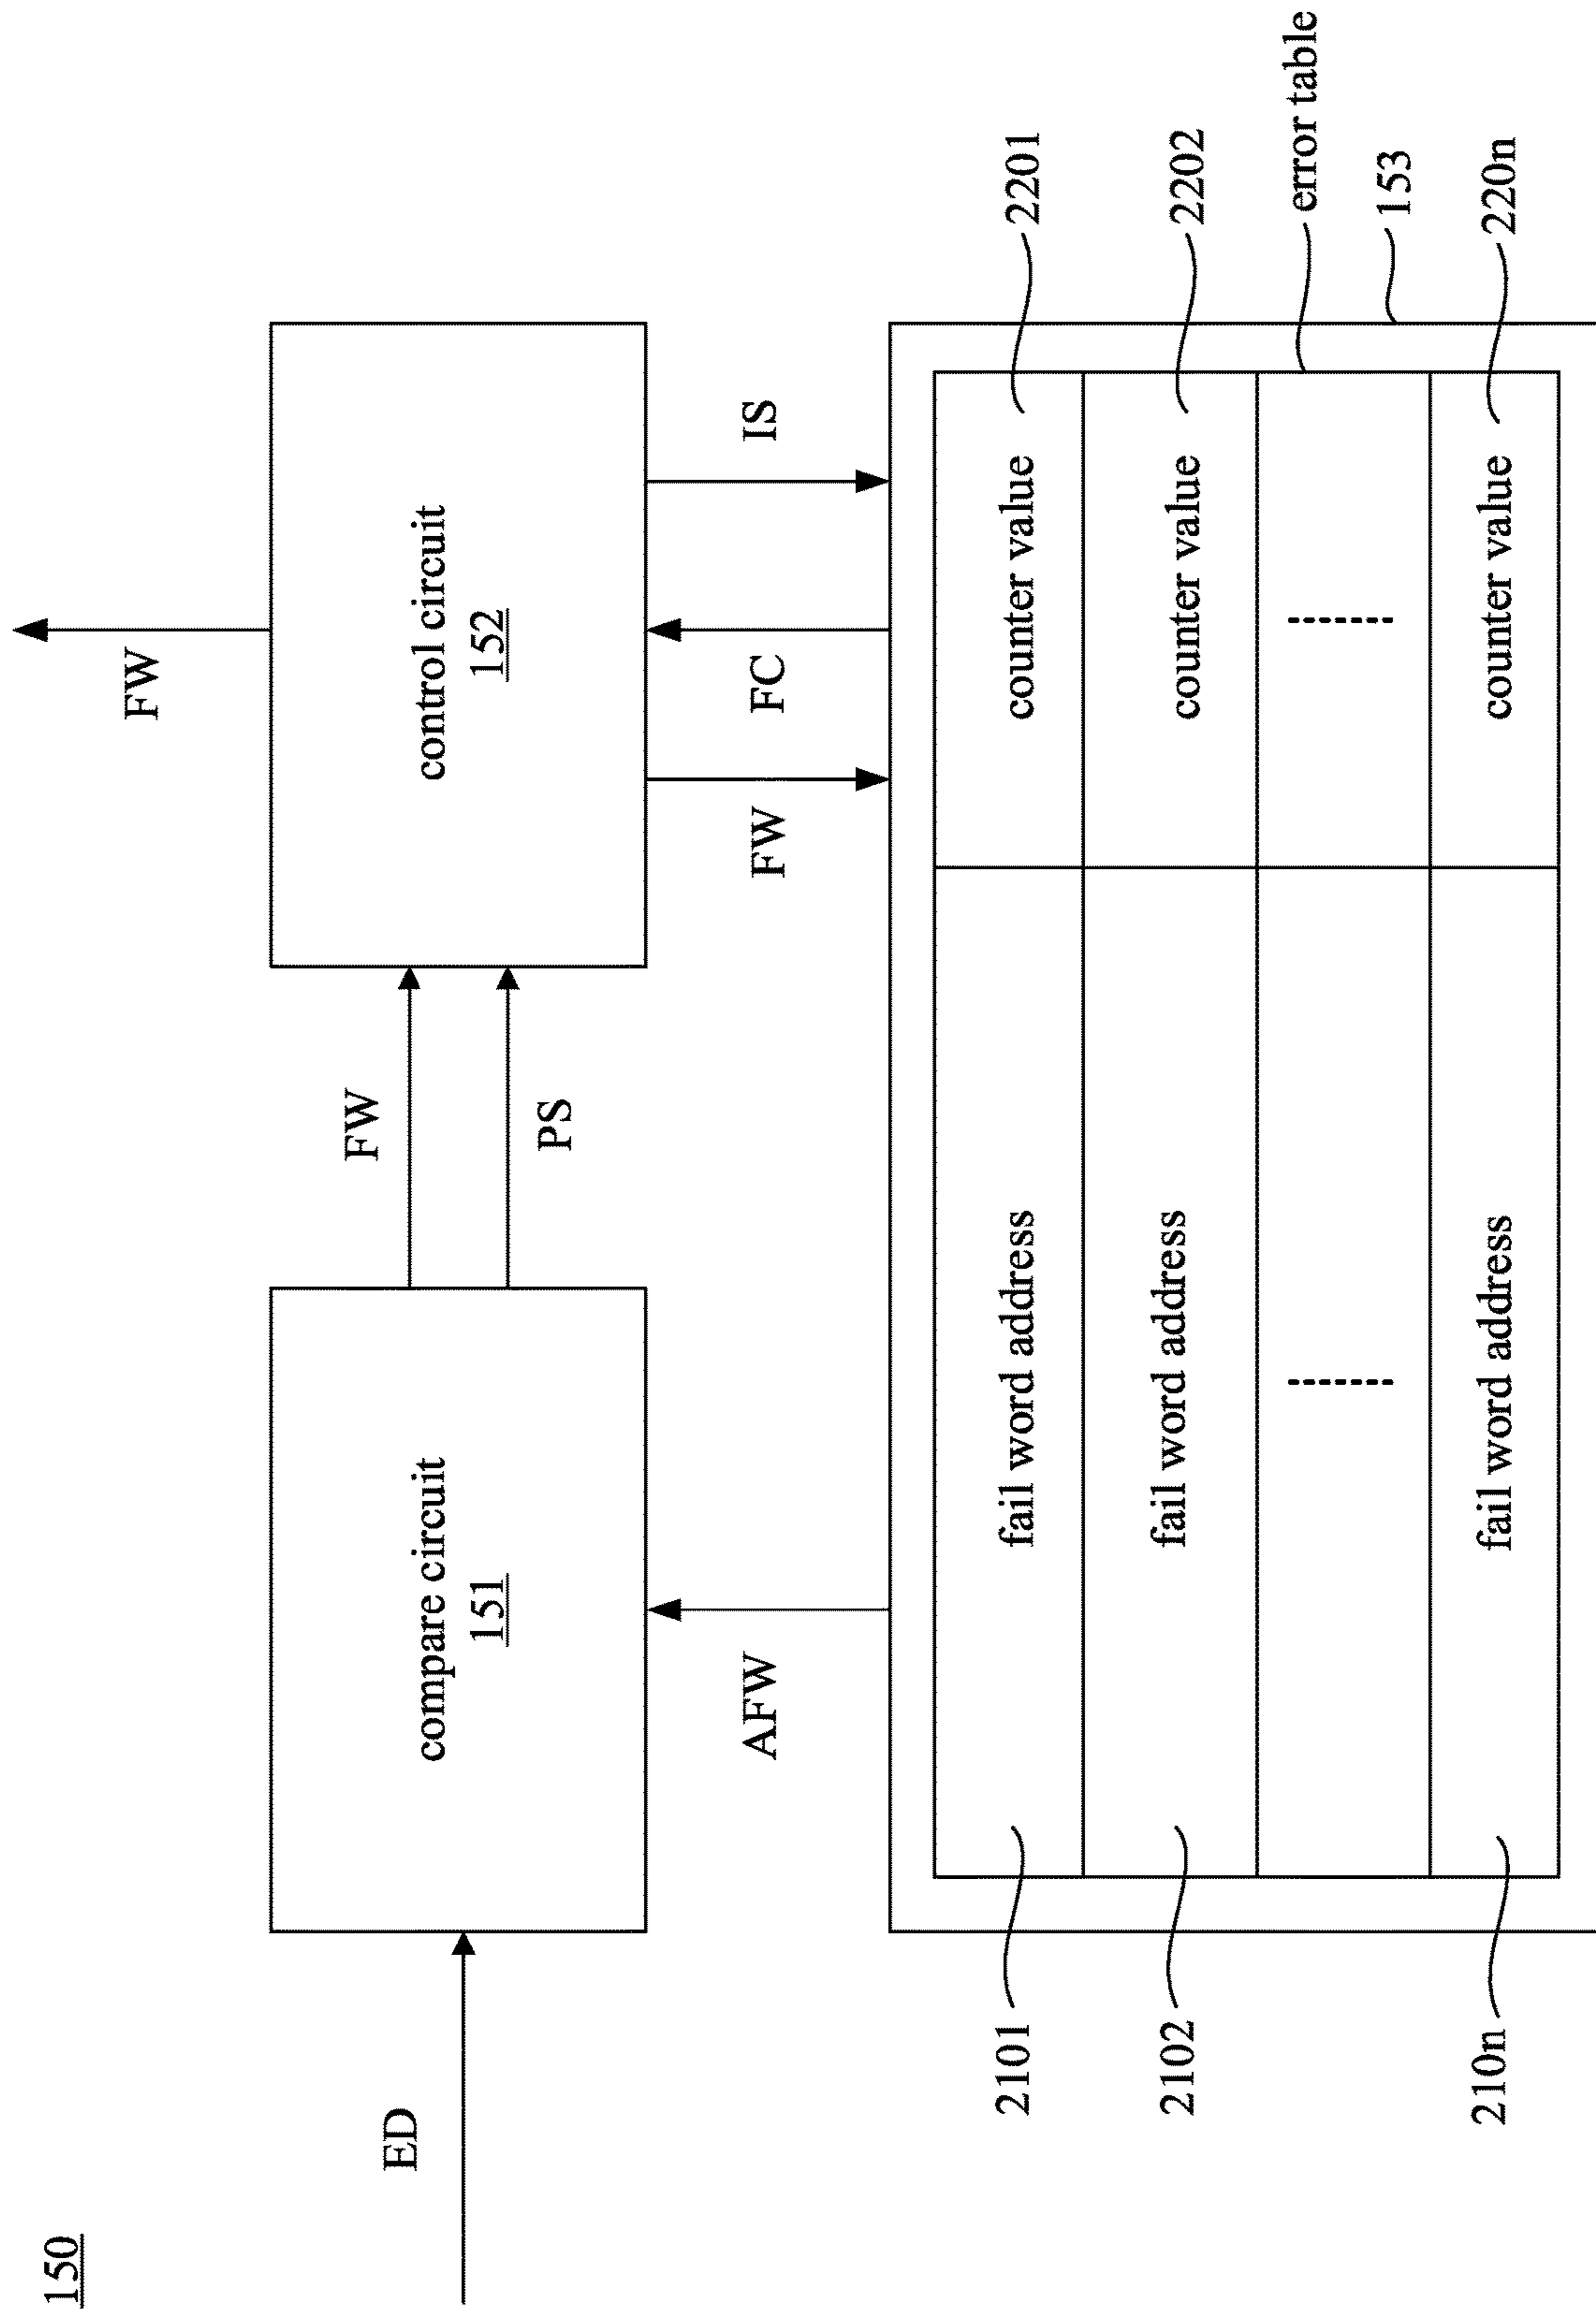 150
FW
FW
ED
compare circuit
151
control circuit
152
PS
AFW
FW
FC
IS
2101
fail word address
counter value
2201
2102
fail word address
counter value
2202
error table
153
210n
fail word address
counter value
220n